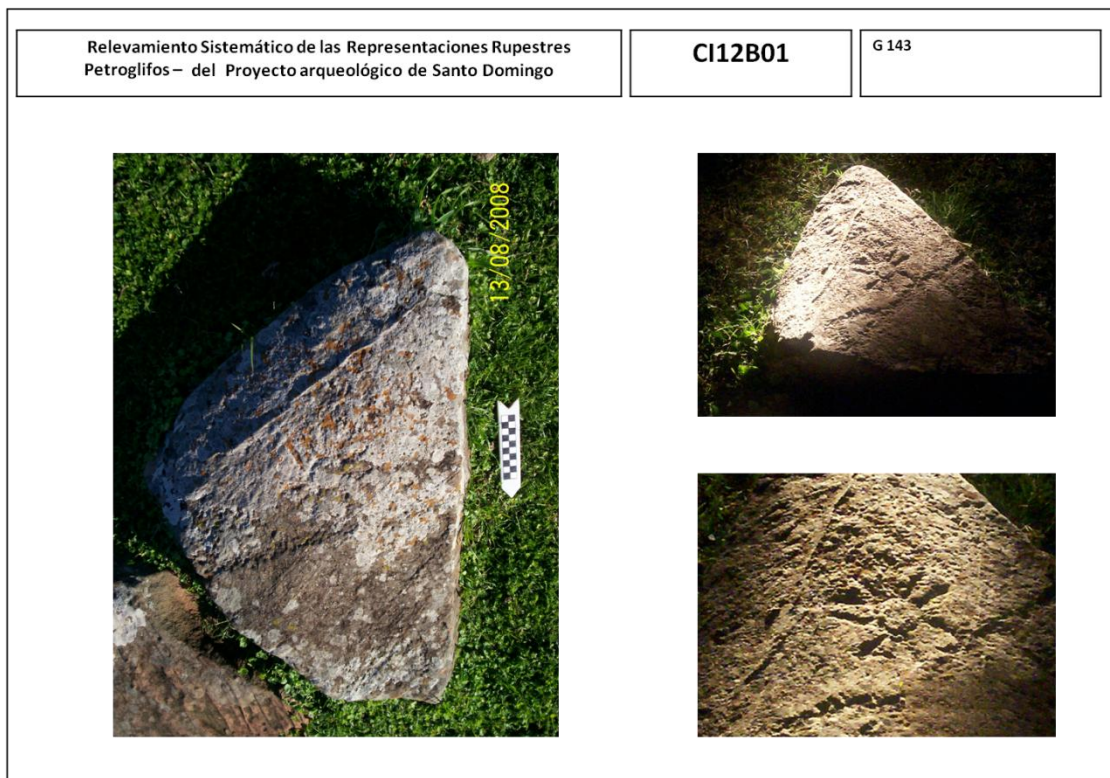 Relevamiento Sistemático de las Representaciones Rupestres
Petroglifos – del Proyecto arqueológico de Santo Domingo
CI12B01
G 143
13/08/2008